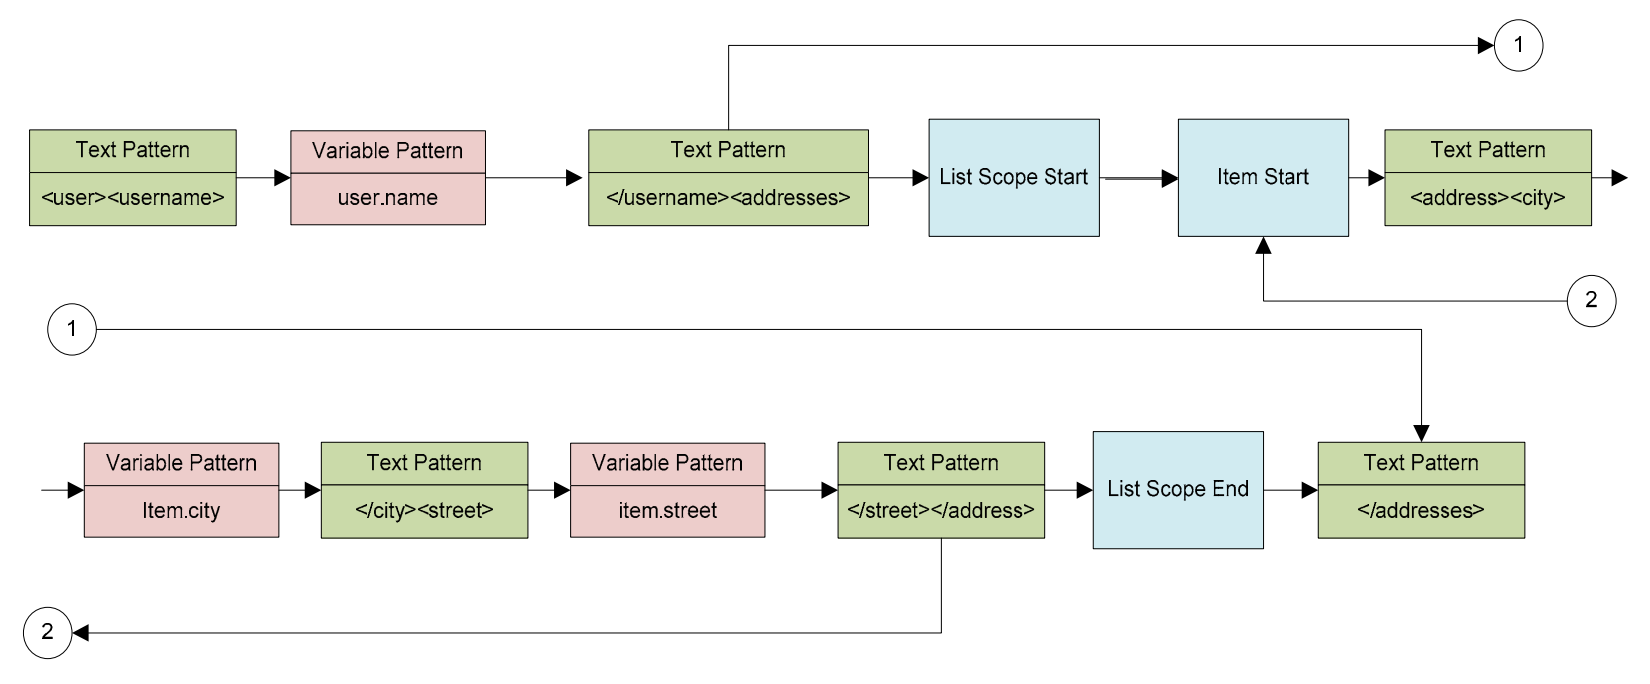 1
Text Pattern
<user><username>
Variable Pattern
user.name
Text Pattern
</username><addresses>
List Scope Start
Item Start
Text Pattern
<address><city>
2
1
Variable Pattern
Item.city
Text Pattern
</city><street>
Variable Pattern
item.street
Text Pattern
</street></address>
List Scope End
Text Pattern
</addresses>
2